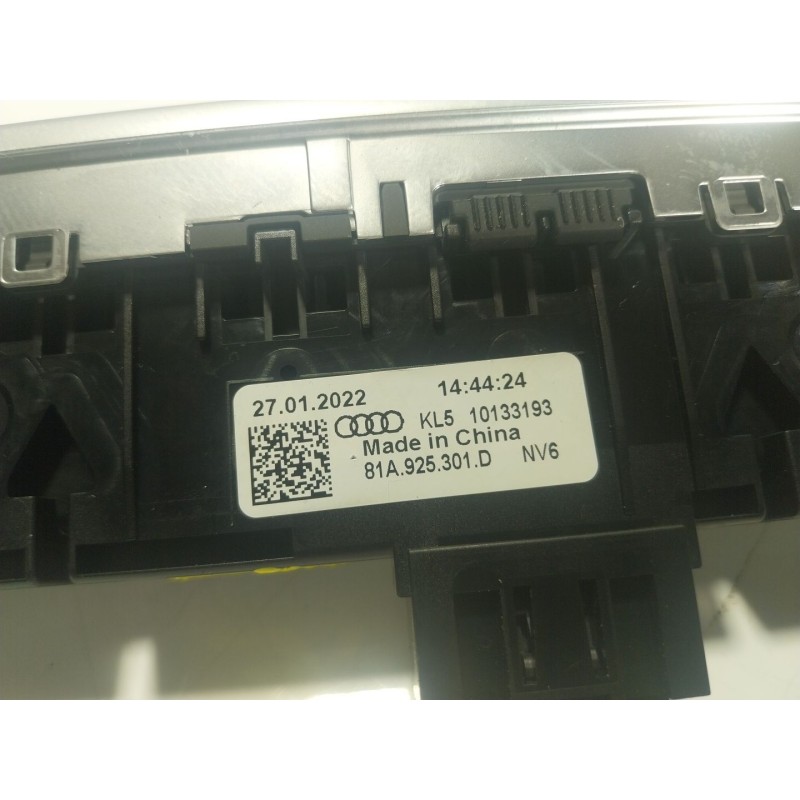 27.01.2022 14:44:24
KL5 10133193
Made in China
81A.925.301.D NV6